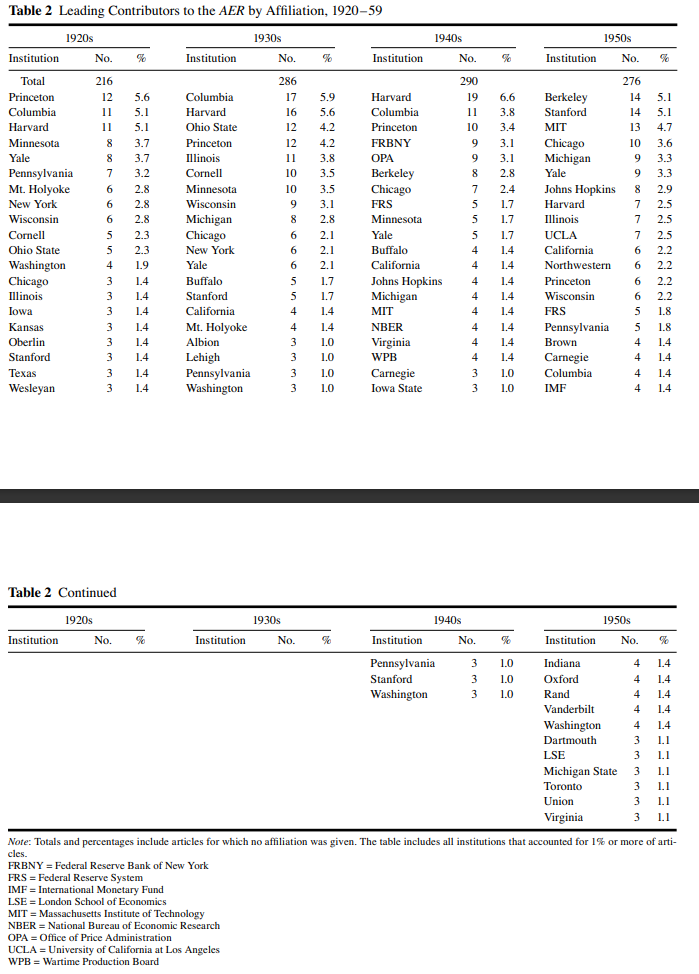 Table 2 Leading Contributors to the AER by Affiliation, 1920–59
1920s 1930s 1940s 1950s
Institution No. % Institution No. % Institution No. % Institution No. %
Total 216 286 290 276
Princeton 12 5.6 Columbia 17 5.9 Harvard 19 6.6 Berkeley 14 5.1
Columbia 11 5.1 Harvard 16 5.6 Columbia 11 3.8 Stanford 14 5.1
Harvard 11 5.1 Ohio State 12 4.2 Princeton 10 3.4 MIT 13 4.7
Minnesota 8 3.7 Princeton 12 4.2 FRBNY 9 3.1 Chicago 10 3.6
Yale 8 3.7 Illinois 11 3.8 OPA 9 3.1 Michigan 9 3.3
Pennsylvania 7 3.2 Cornell 10 3.5 Berkeley 8 2.8 Yale 9 3.3
Mt. Holyoke 6 2.8 Minnesota 10 3.5 Chicago 7 2.4 Johns Hopkins 8 2.9
New York 6 2.8 Wisconsin 9 3.1 FRS 5 1.7 Harvard 7 2.5
Wisconsin 6 2.8 Michigan 8 2.8 Minnesota 5 1.7 Illinois 7 2.5
Cornell 5 2.3 Chicago 6 2.1 Yale 5 1.7 UCLA 7 2.5
Ohio State 5 2.3 New York 6 2.1 Buffalo 4 1.4 California 6 2.2
Washington 4 1.9 Yale 6 2.1 California 4 1.4 Northwestern 6 2.2
Chicago 3 1.4 Buffalo 5 1.7 Johns Hopkins 4 1.4 Princeton 6 2.2
Illinois 3 1.4 Stanford 5 1.7 Michigan 4 1.4 Wisconsin 6 2.2
Iowa 3 1.4 California 4 1.4 MIT 4 1.4 FRS 5 1.8
Kansas 3 1.4 Mt. Holyoke 4 1.4 NBER 4 1.4 Pennsylvania 5 1.8
Oberlin 3 1.4 Albion 3 1.0 Virginia 4 1.4 Brown 4 1.4
Stanford 3 1.4 Lehigh 3 1.0 WPB 4 1.4 Carnegie 4 1.4
Texas 3 1.4 Pennsylvania 3 1.0 Carnegie 3 1.0 Columbia 4 1.4
Wesleyan 3 1.4 Washington 3 1.0 Iowa State 3 1.0 IMF 4 1.4
Table 2 Continued
1920s 1930s 1940s 1950s
Institution No. % Institution No. % Institution No. % Institution No. %
Pennsylvania 3 1.0 Indiana 4 1.4
Stanford 3 1.0 Oxford 4 1.4
Washington 3 1.0 Rand 4 1.4
Vanderbilt 4 1.4
Washington 4 1.4
Dartmouth 3 1.1
LSE 3 1.1
Michigan State 3 1.1
Toronto 3 1.1
Union 3 1.1
Virginia 3 1.1
Note: Totals and percentages include articles for which no affiliation was given. The table includes all institutions that accounted for 1% or more of arti-
cles.
FRBNY = Federal Reserve Bank of New York
FRS = Federal Reserve System
IMF = International Monetary Fund
LSE = London School of Economics
MIT = Massachusetts Institute of Technology
NBER = National Bureau of Economic Research
OPA = Office of Price Administration
UCLA = University of California at Los Angeles
WPB = Wartime Production Board